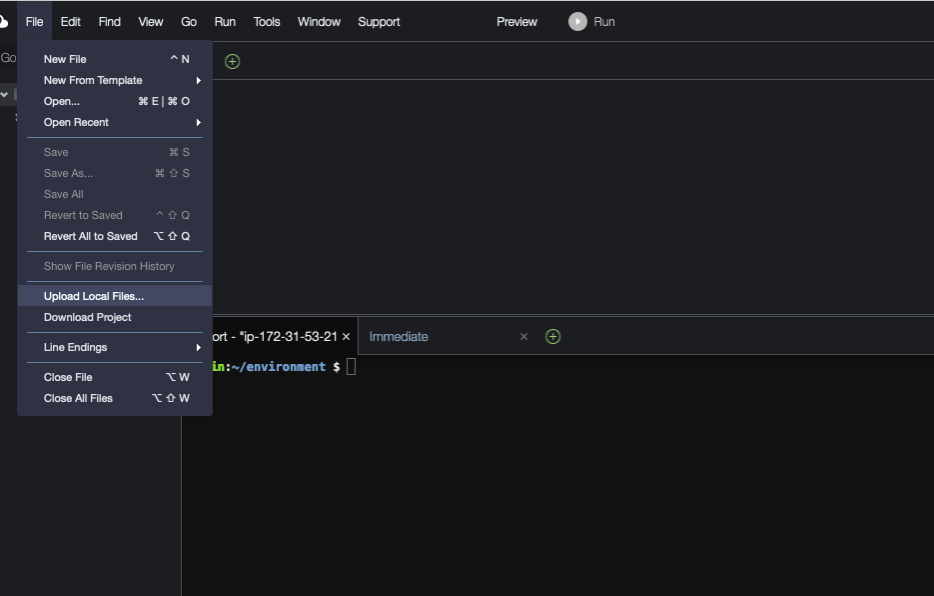 File Edit Find View Go Run Tools Window Support Preview Run
Go
New File ^ N
New From Template
Open... ⌘ E | ⌘ O
Open Recent
Save ⌘ S
Save As... ⌘ ⇧ S
Save All
Revert to Saved ^ ⇧ Q
Revert All to Saved ⌥ ⇧ Q
Show File Revision History
Upload Local Files...
Download Project
Line Endings
Close File ⌥ W
Close All Files ⌥ ⇧ W
ort - "ip-172-31-53-21 × Immediate ×
in:~/environment $